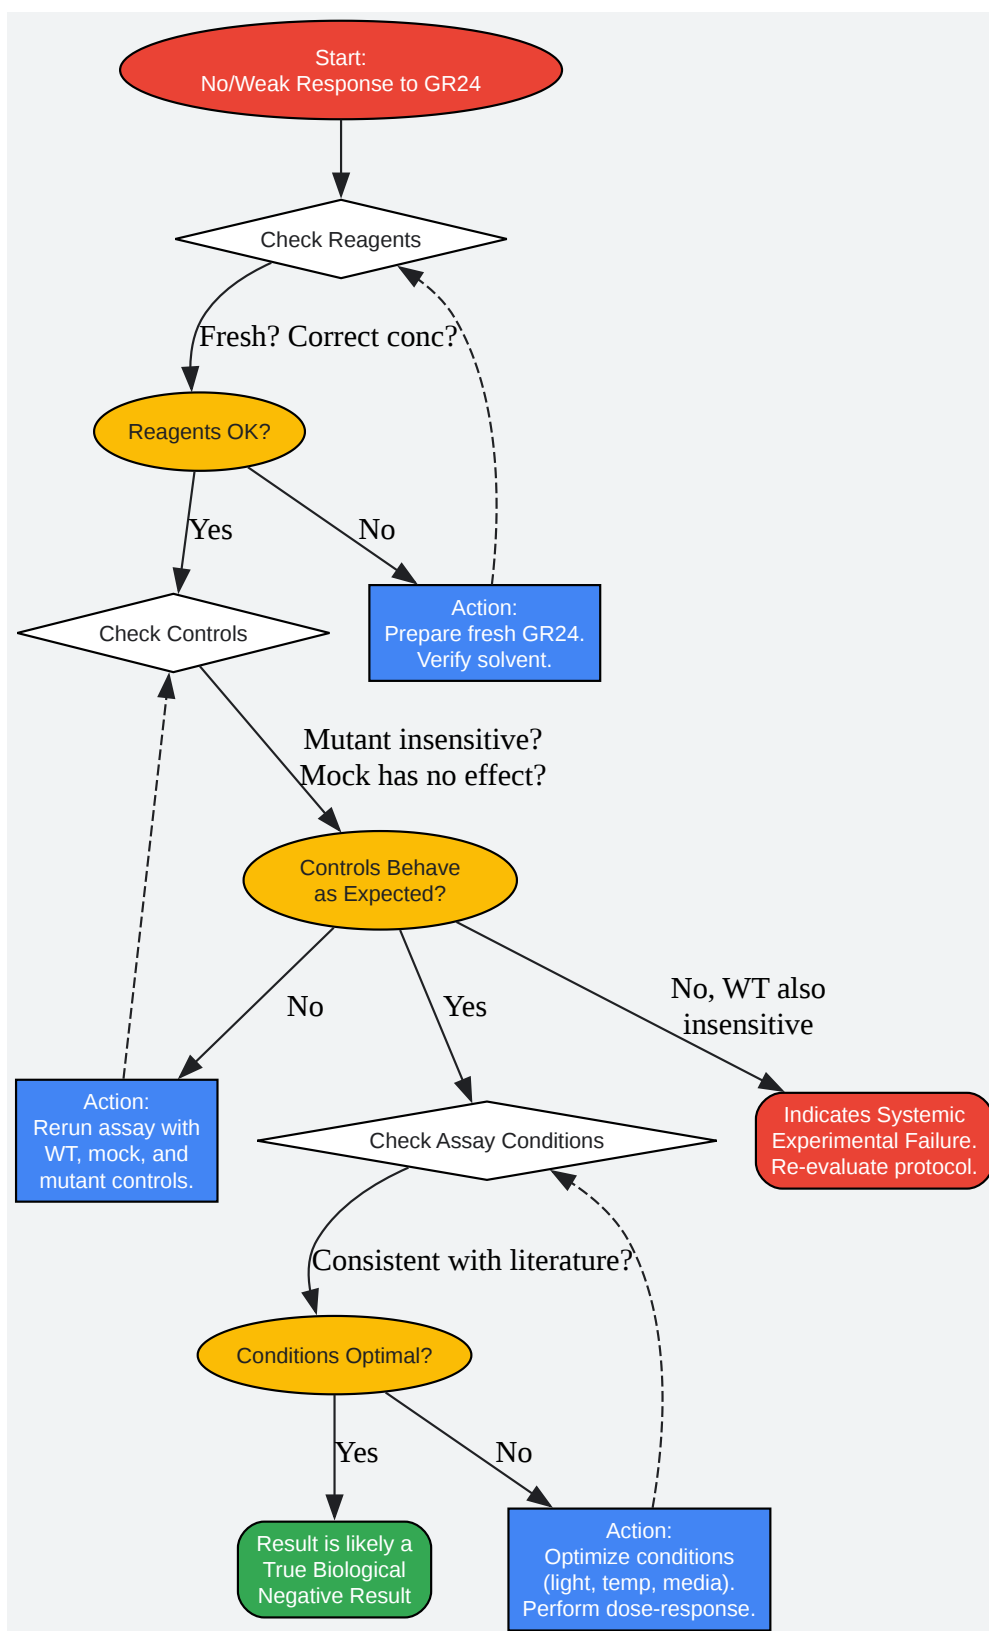 Start:
No/Weak Response to GR24
Check Reagents
Fresh? Correct conc?
Reagents OK?
Yes
No
Action:
Prepare fresh GR24.
Verify solvent.
Check Controls
Mutant insensitive?
Mock has no effect?
Controls Behave
as Expected?
No
Yes
No, WT also
insensitive
Action:
Rerun assay with
WT, mock, and
mutant controls.
Check Assay Conditions
Indicates Systemic
Experimental Failure.
Re-evaluate protocol.
Consistent with literature?
Conditions Optimal?
Yes
No
Result is likely a
True Biological
Negative Result
Action:
Optimize conditions
(light, temp, media).
Perform dose-response.